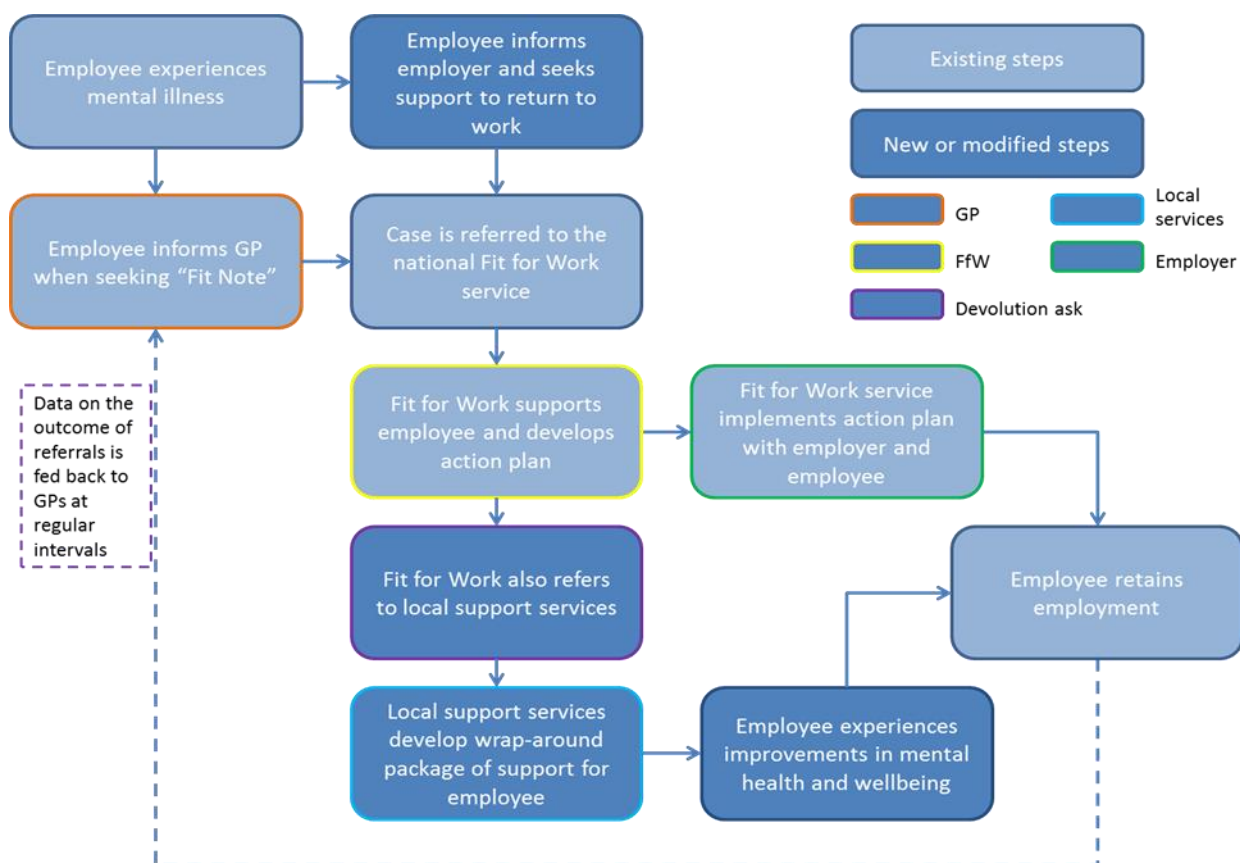 Employee experiences
mental illness
Employee informs
employer and seeks
support to return to
work
Existing steps
New or modified steps
GP
Local
services
FfW
Employer
Devolution ask
Employee informs GP
when seeking “Fit Note”
Case is referred to the
national Fit for Work
service
Data on the
outcome of
referrals is
fed back to
GPs at
regular
intervals
Fit for Work supports
employee and develops
action plan
Fit for Work service
implements action plan
with employer and
employee
Fit for Work also refers
to local support services
Employee retains
employment
Local support services
develop wrap-around
package of support for
employee
Employee experiences
improvements in mental
health and wellbeing